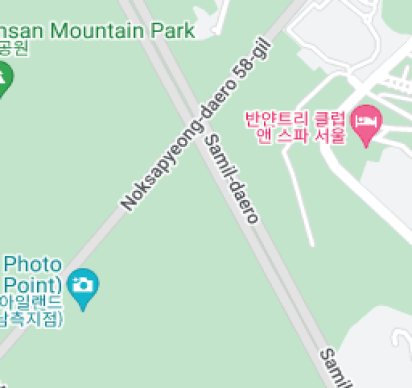 nsan Mountain Park
공원
Noksapyeong-daero 58-gil
반얀트리 클럽
앤 스파 서울
Samil-daero
Photo
Point)
아일랜드
남측지점)
Samil